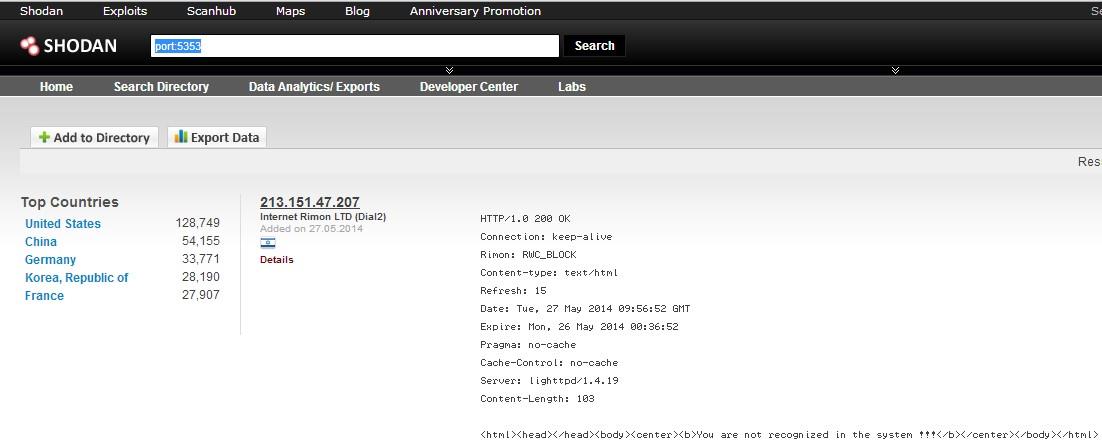 Shodan Exploits Scanhub Maps Blog Anniversary Promotion Se
SHODAN port:5353 Search
Home Search Directory Data Analytics/ Exports Developer Center Labs
Add to Directory Export Data
Res
Top Countries
United States 128,749
China 54,155
Germany 33,771
Korea, Republic of 28,190
France 27,907
213.151.47.207
Internet Rimon LTD (Dial2)
Added on 27.05.2014
Details
HTTP/1.0 200 OK
Connection: keep-alive
Rimon: RWC_BLOCK
Content-type: text/html
Refresh: 15
Date: Tue, 27 May 2014 09:56:52 GMT
Expire: Mon, 26 May 2014 00:36:52
Pragma: no-cache
Cache-Control: no-cache
Server: lighttpd/1.4.19
Content-Length: 103
<html><head></head><body><center><b>You are not recognized in the system !!!</b></center></body></html>